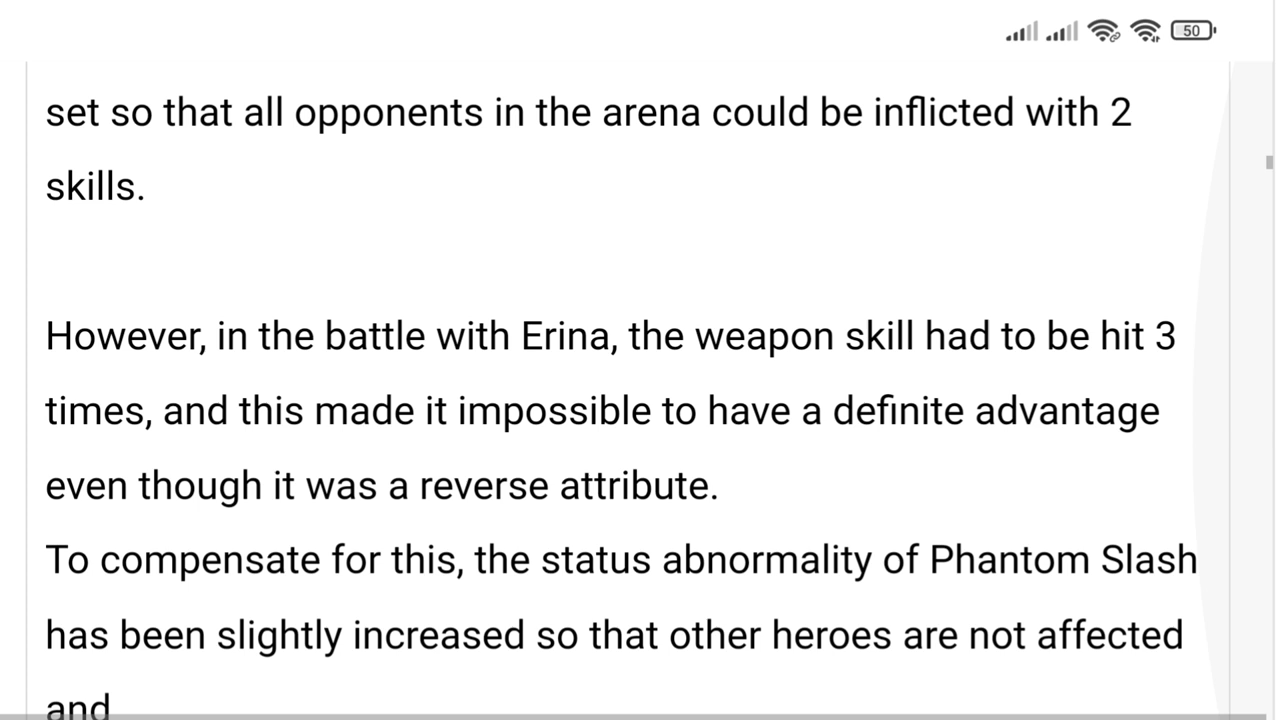 50
set so that all opponents in the arena could be inflicted with 2
skills.
However, in the battle with Erina, the weapon skill had to be hit 3
times, and this made it impossible to have a definite advantage
even though it was a reverse attribute.
To compensate for this, the status abnormality of Phantom Slash
has been slightly increased so that other heroes are not affected
and